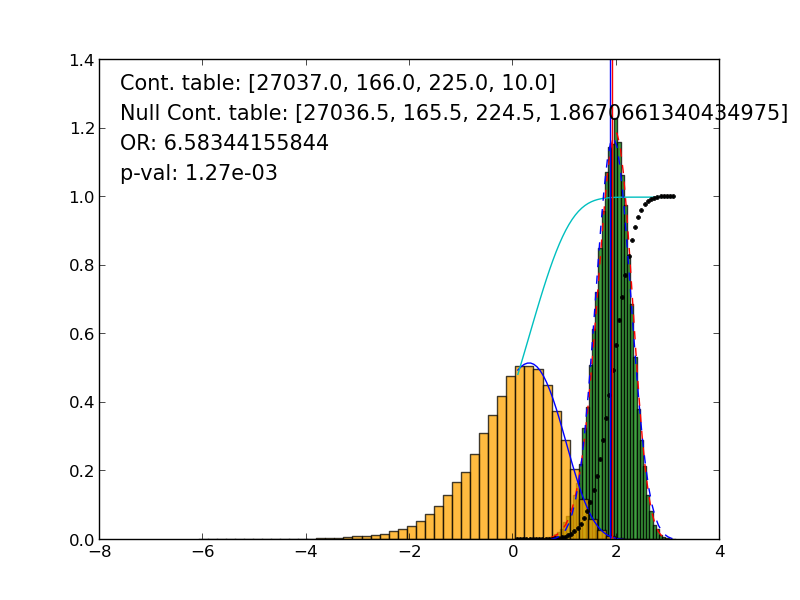 Cont. table: [27037.0, 166.0, 225.0, 10.0]
Null Cont. table: [27036.5, 165.5, 224.5, 1.8670661340434975]
OR: 6.58344155844
p-val: 1.27e-03
1.4
1.2
1.0
0.8
0.6
0.4
0.2
0.0
−8 −6 −4 −2 0 2 4